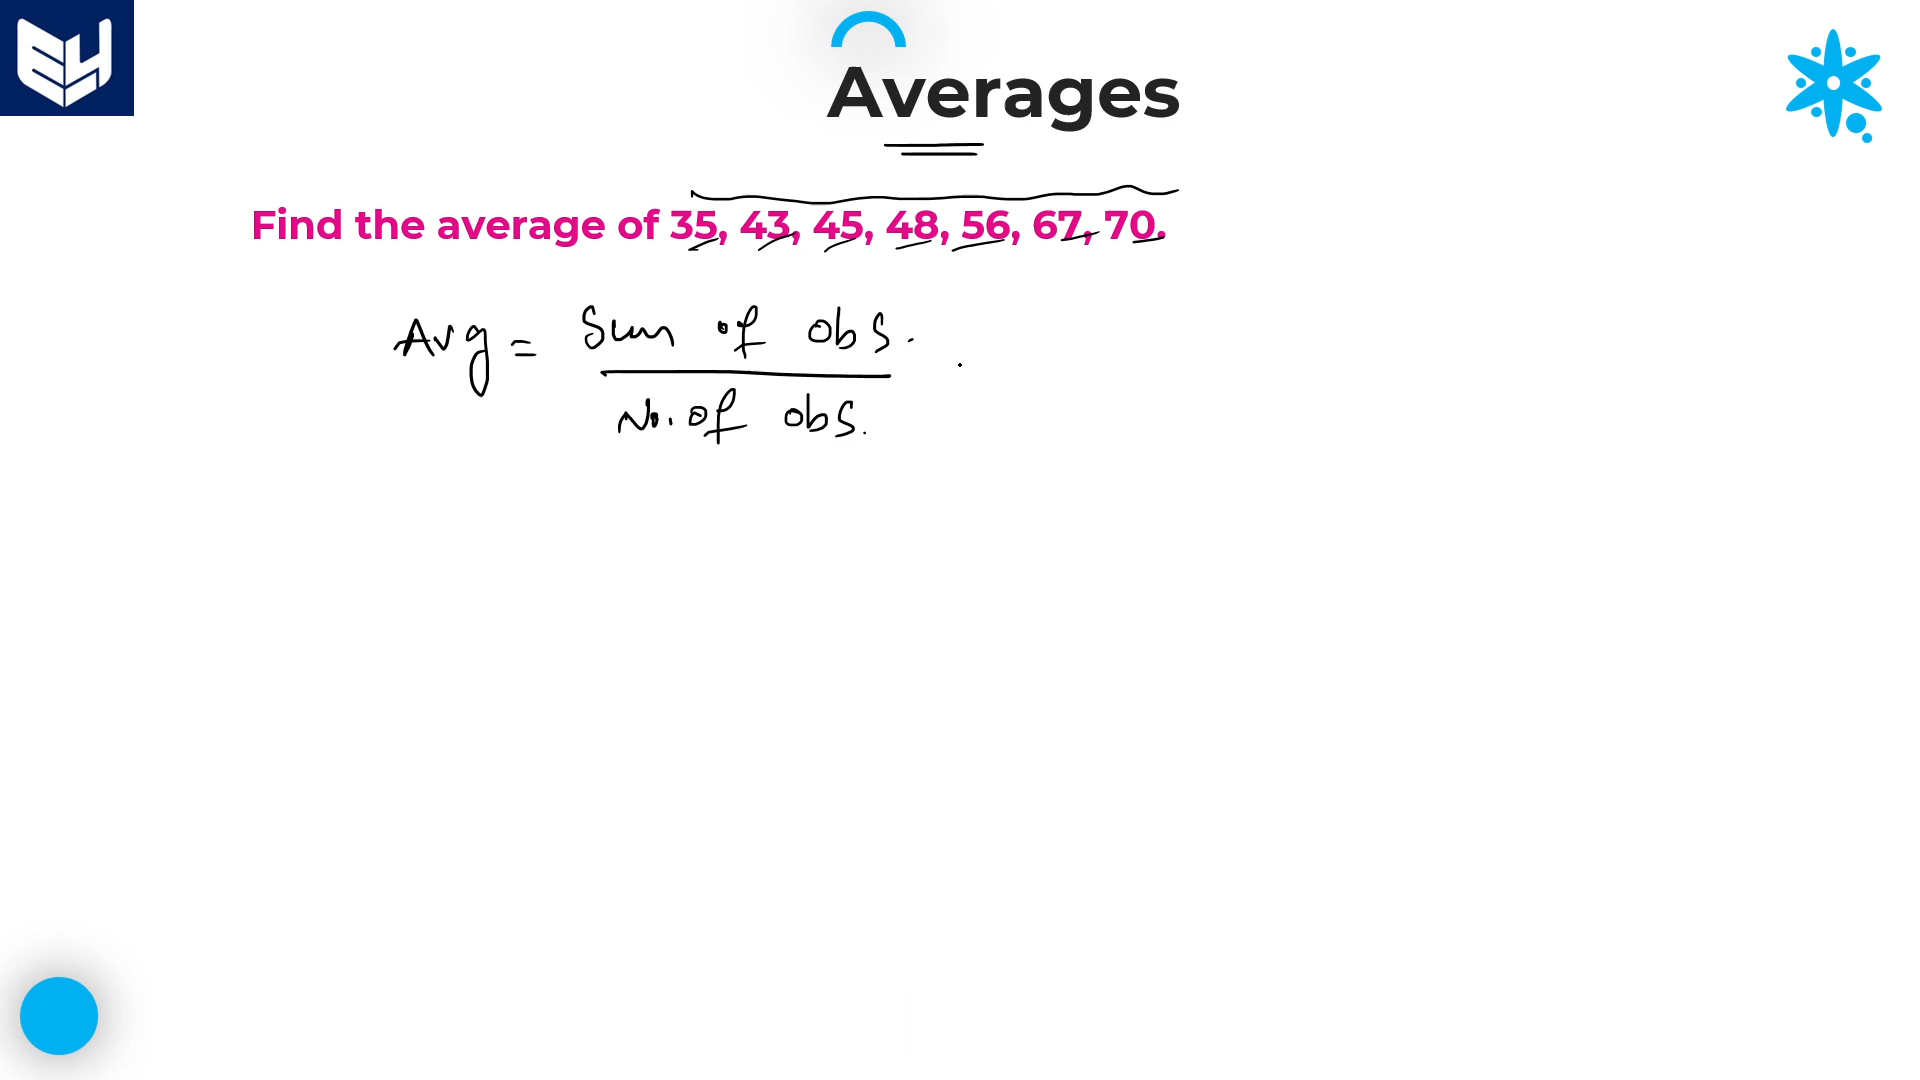 Averages
Find the average of 35, 43, 45, 48, 56, 67, 70.
Avg = Sum of obs.
No. of obs.